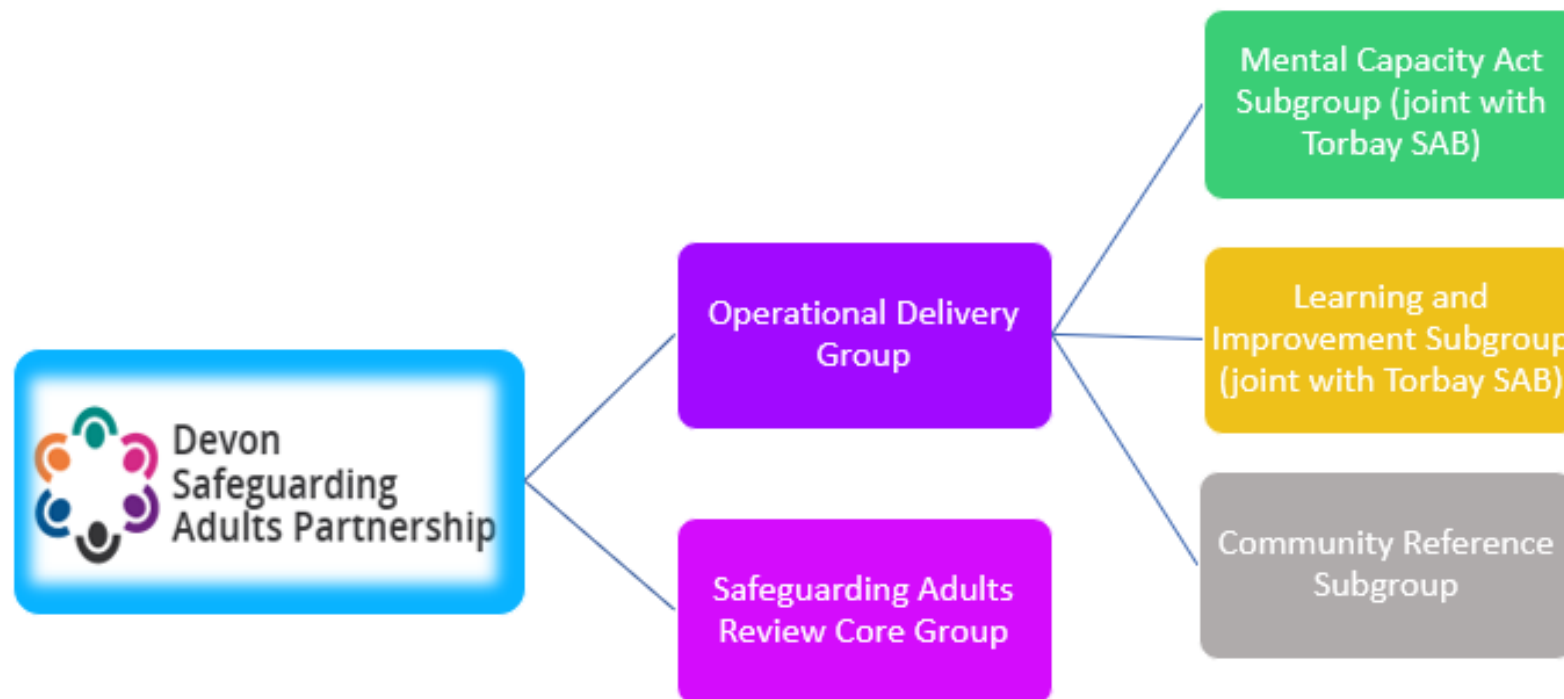 Devon
Safeguarding
Adults Partnership
Operational Delivery
Group
Safeguarding Adults
Review Core Group
Mental Capacity Act
Subgroup (joint with
Torbay SAB)
Learning and
Improvement Subgroup
(joint with Torbay SAB)
Community Reference
Subgroup